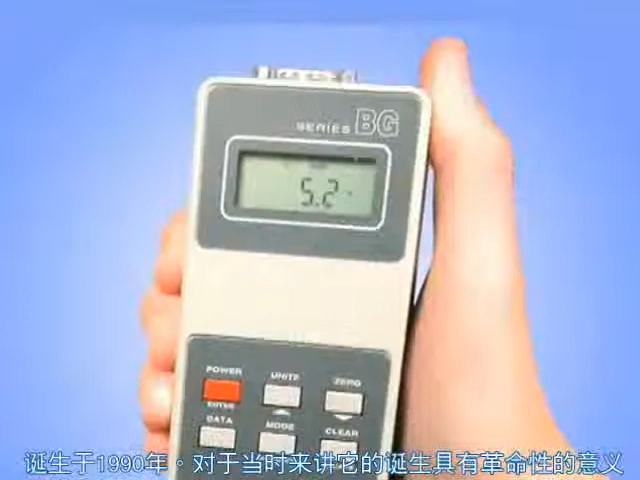 SERIES BG
5.2
POWER UNITS ZERO
ENTER
DATA MODE CLEAR
诞生于1990年。对于当时来讲它的诞生具有革命性的意义